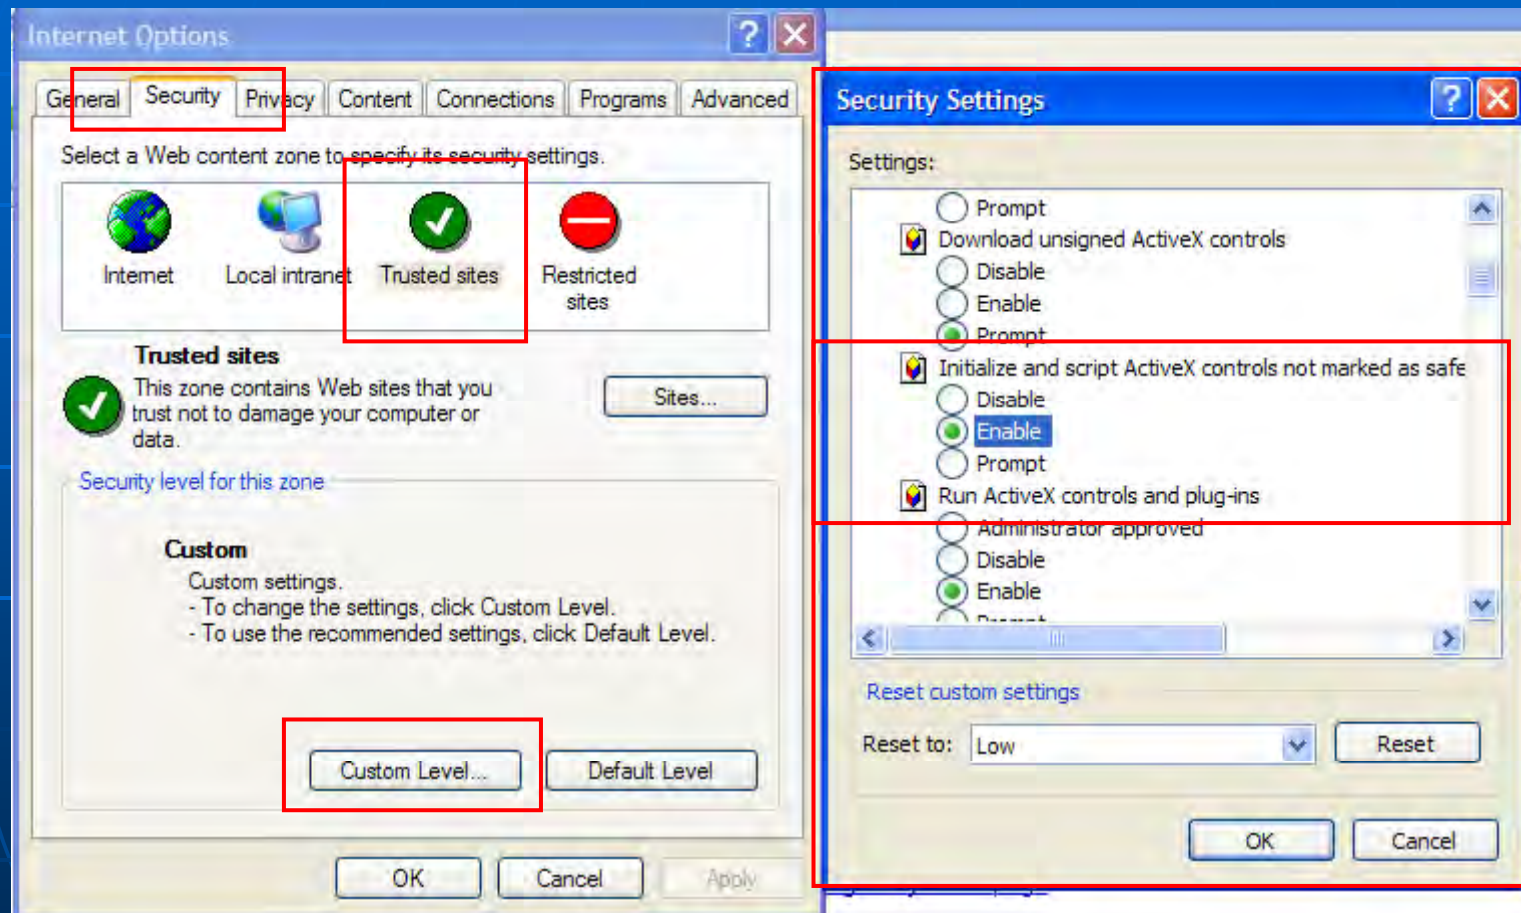 Internet Options
General Security Privacy Content Connections Programs Advanced
Select a Web content zone to specify its security settings.
Internet Local intranet Trusted sites Restricted sites
Trusted sites
This zone contains Web sites that you
trust not to damage your computer or
data.
Sites...
Security level for this zone
Custom
Custom settings.
- To change the settings, click Custom Level.
- To use the recommended settings, click Default Level.
Custom Level... Default Level
OK Cancel Apply
Security Settings
Settings:
Prompt
Download unsigned ActiveX controls
Disable
Enable
Prompt
Initialize and script ActiveX controls not marked as safe
Disable
Enable
Prompt
Run ActiveX controls and plug-ins
Administrator approved
Disable
Enable
Prompt
Reset custom settings
Reset to: Low Reset
OK Cancel